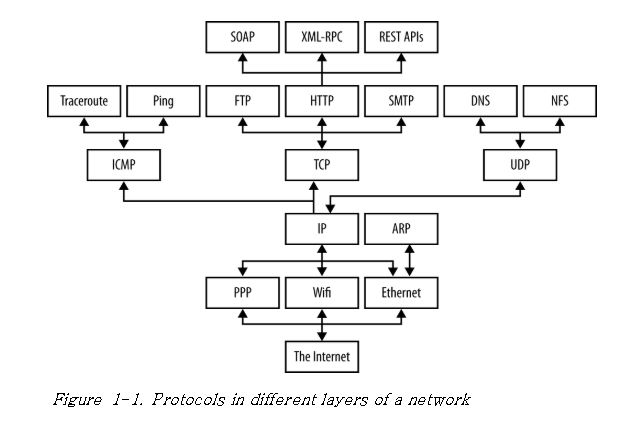 SOAP
XML-RPC
REST APIs
Traceroute
Ping
FTP
HTTP
SMTP
DNS
NFS
ICMP
TCP
UDP
IP
ARP
PPP
Wifi
Ethernet
The Internet
Figure 1-1. Protocols in different layers of a network